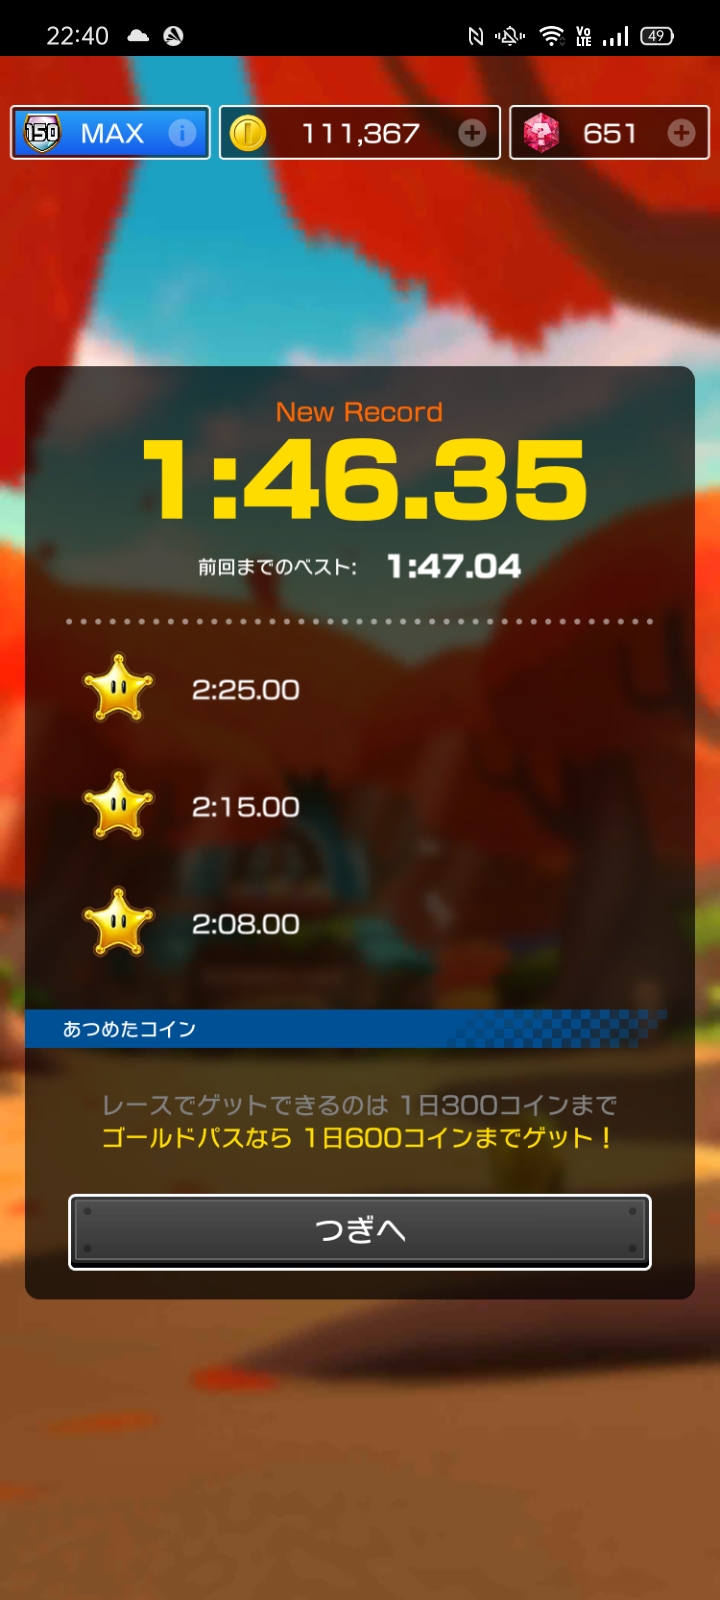 22:40 Vo LTE 49
150 MAX i 111,367 + ? 651 +
New Record
1:46.35
前回までのベスト: 1:47.04
2:25.00
2:15.00
2:08.00
あつめたコイン
レースでゲットできるのは 1日300コインまで
ゴールドパスなら 1日600コインまでゲット！
つぎへ